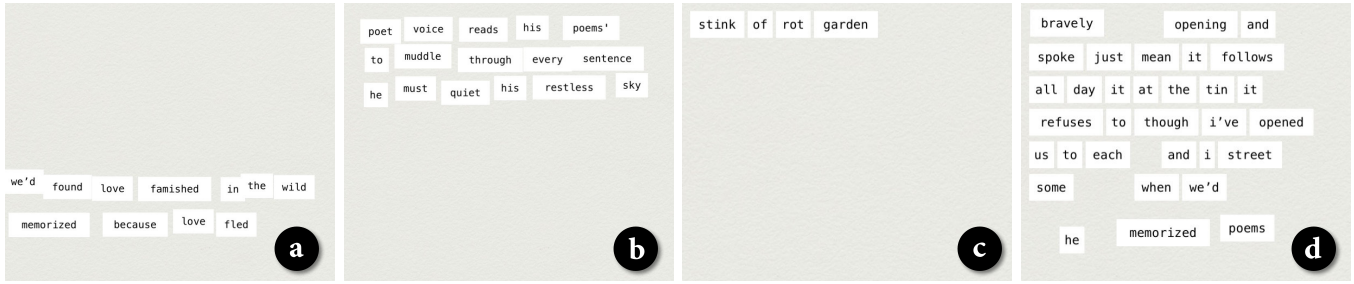 we'd found love famished in the wild
memorized because love fled
a
poet voice reads his poems'
to muddle through every sentence
he must quiet his restless sky
b
stink of rot garden
c
bravely opening and
spoke just mean it follows
all day it at the tin it
refuses to though i've opened
us to each and i street
some when we'd
he memorized poems
d